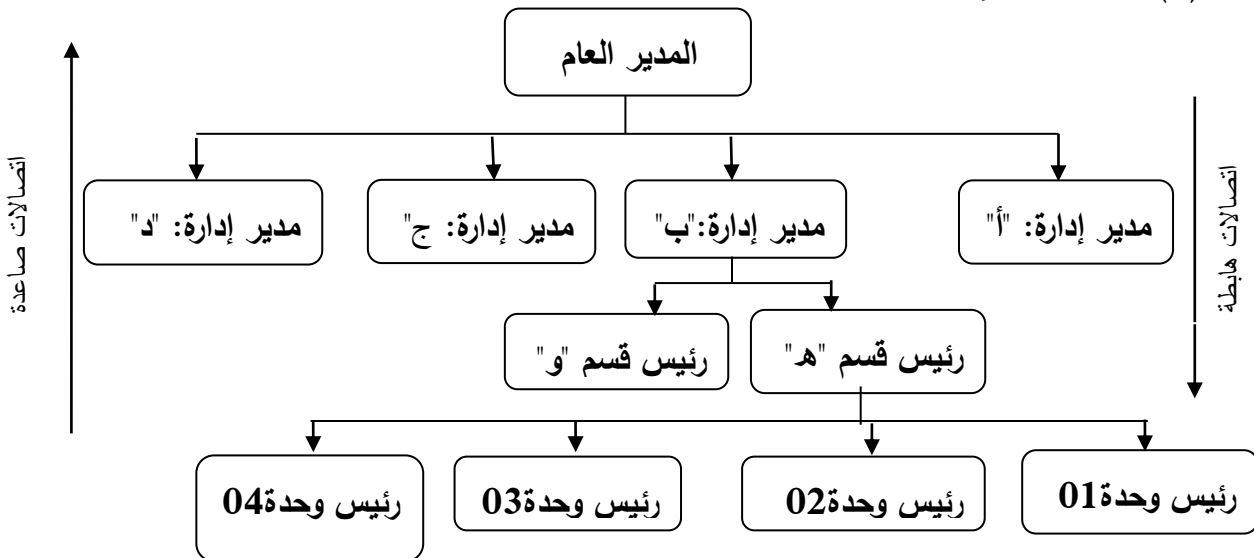 المدير العام
مدير إدارة: "أ"
مدير إدارة:"ب"
مدير إدارة: ج"
مدير إدارة: "د"
رئيس قسم "هـ"
رئيس قسم "و"
رئيس وحدة01
رئيس وحدة02
رئيس وحدة03
رئيس وحدة04
اتصالات هابطة
اتصالات صاعدة